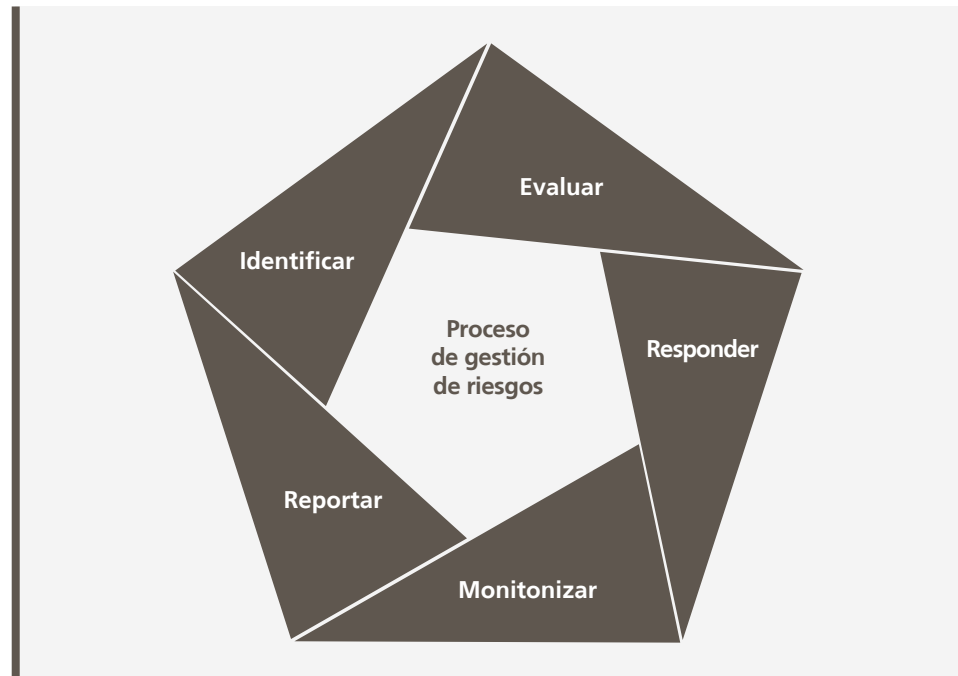 Evaluar
Identificar
Proceso
de gestión
de riesgos
Responder
Reportar
Monitonizar